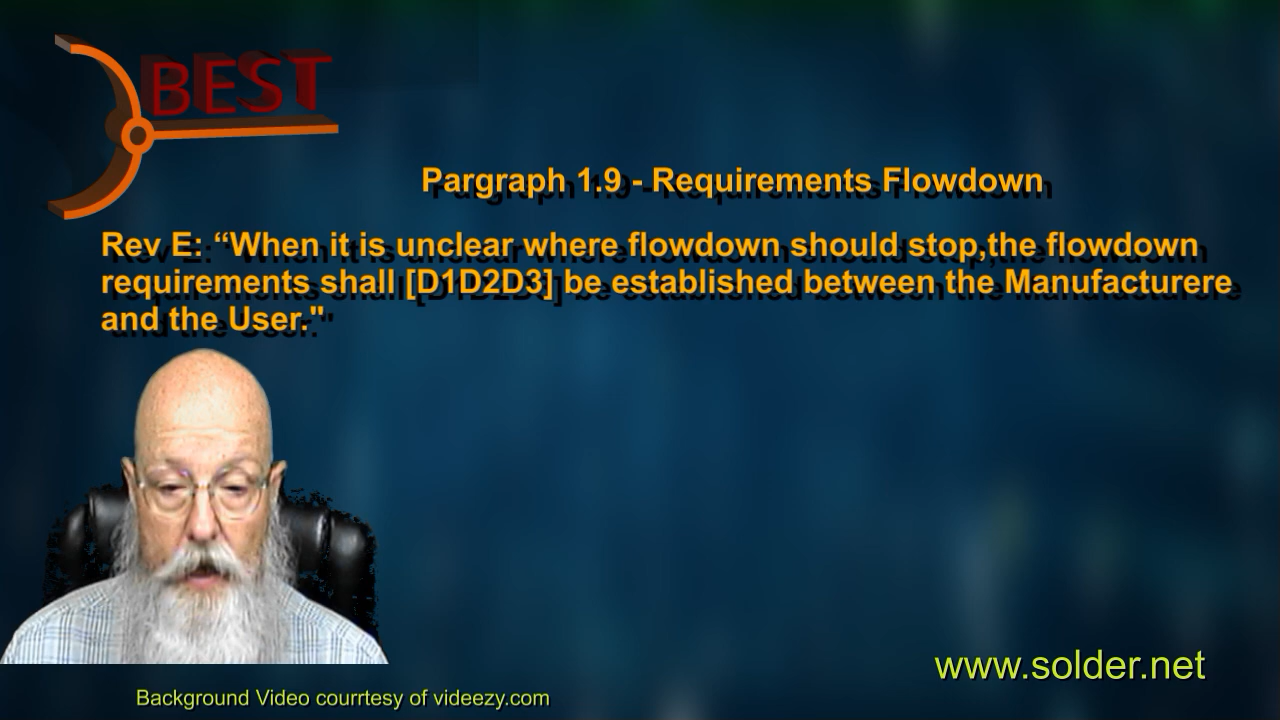 BEST
Pargraph 1.9 - Requirements Flowdown
Rev E: “When it is unclear where flowdown should stop,the flowdown
requirements shall [D1D2D3] be established between the Manufacturere
and the User."
www.solder.net
Background Video courrtesy of videezy.com